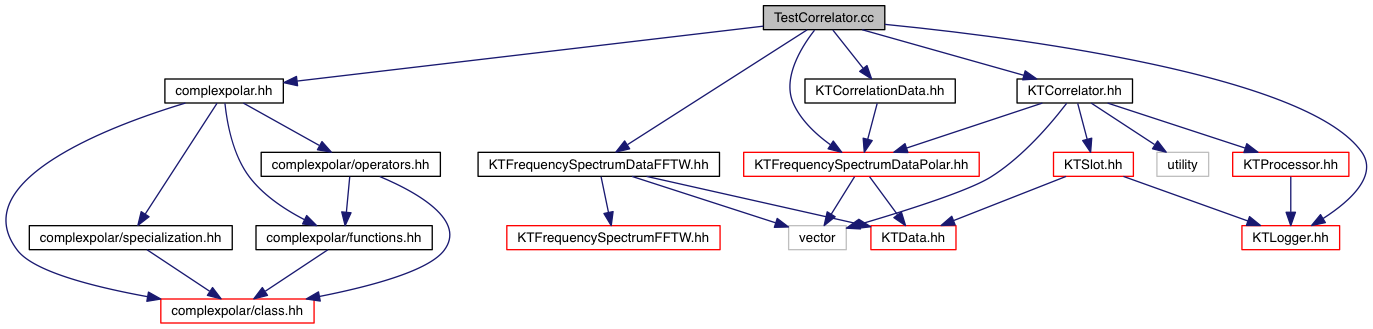 TestCorrelator.cc
complexpolar.hh
KTCorrelationData.hh
KTCorrelator.hh
complexpolar/operators.hh
KTFrequencySpectrumDataFFTW.hh
KTFrequencySpectrumDataPolar.hh
KTSlot.hh
utility
KTProcessor.hh
complexpolar/specialization.hh
complexpolar/functions.hh
KTFrequencySpectrumFFTW.hh
vector
KTData.hh
KTLogger.hh
complexpolar/class.hh